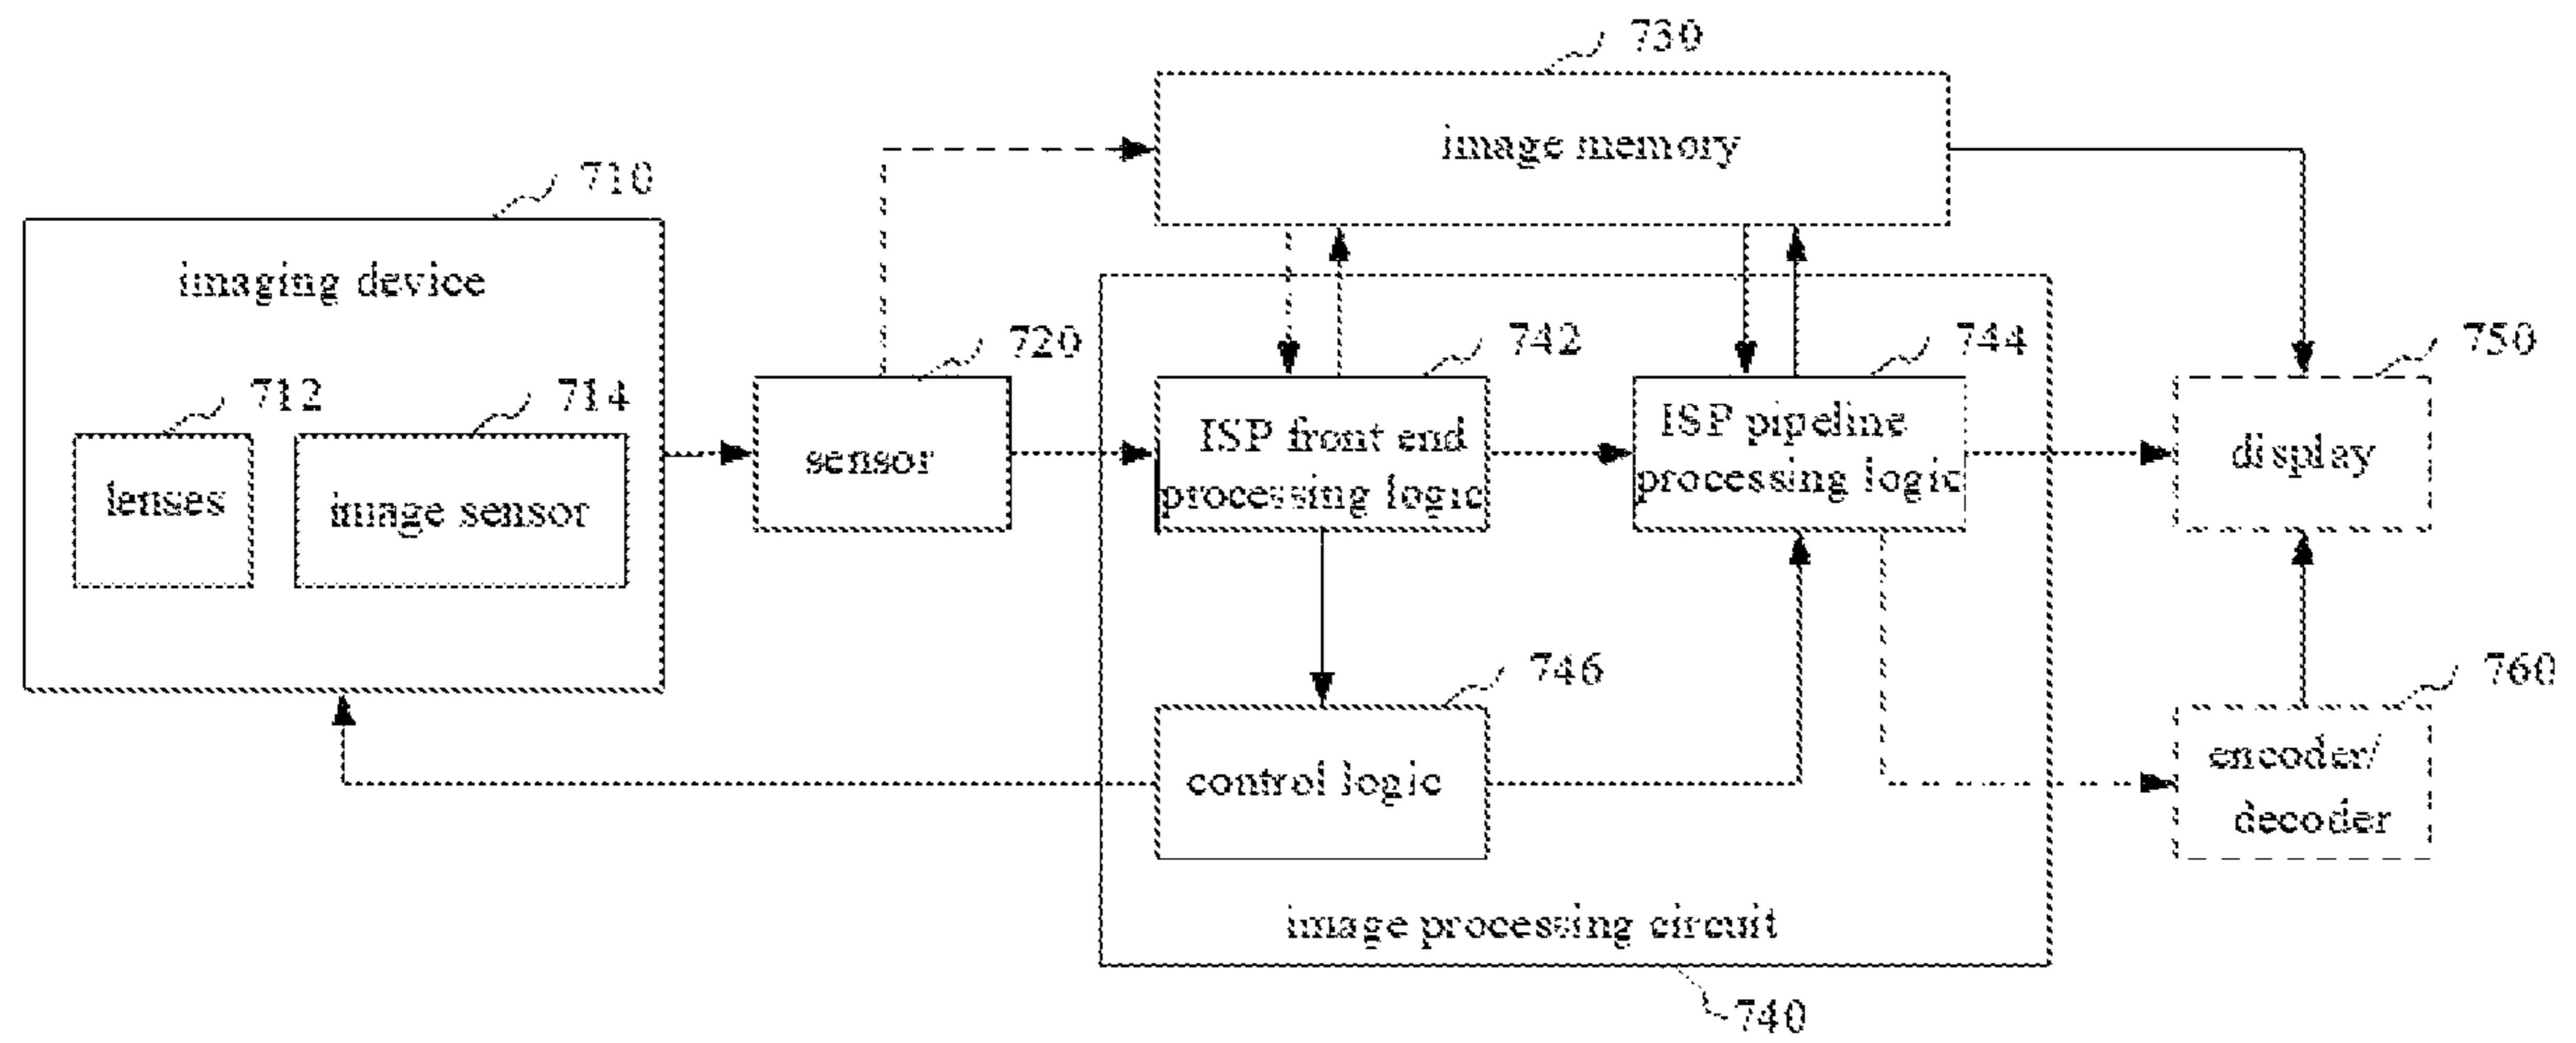 730
image memory
710
imaging device
720
742
744
750
712
714
lenses
image sensor
sensor
ISP front end
processing logic
ISP pipeline
processing logic
display
746
760
control logic
encoder/
decoder
image processing circuit
740